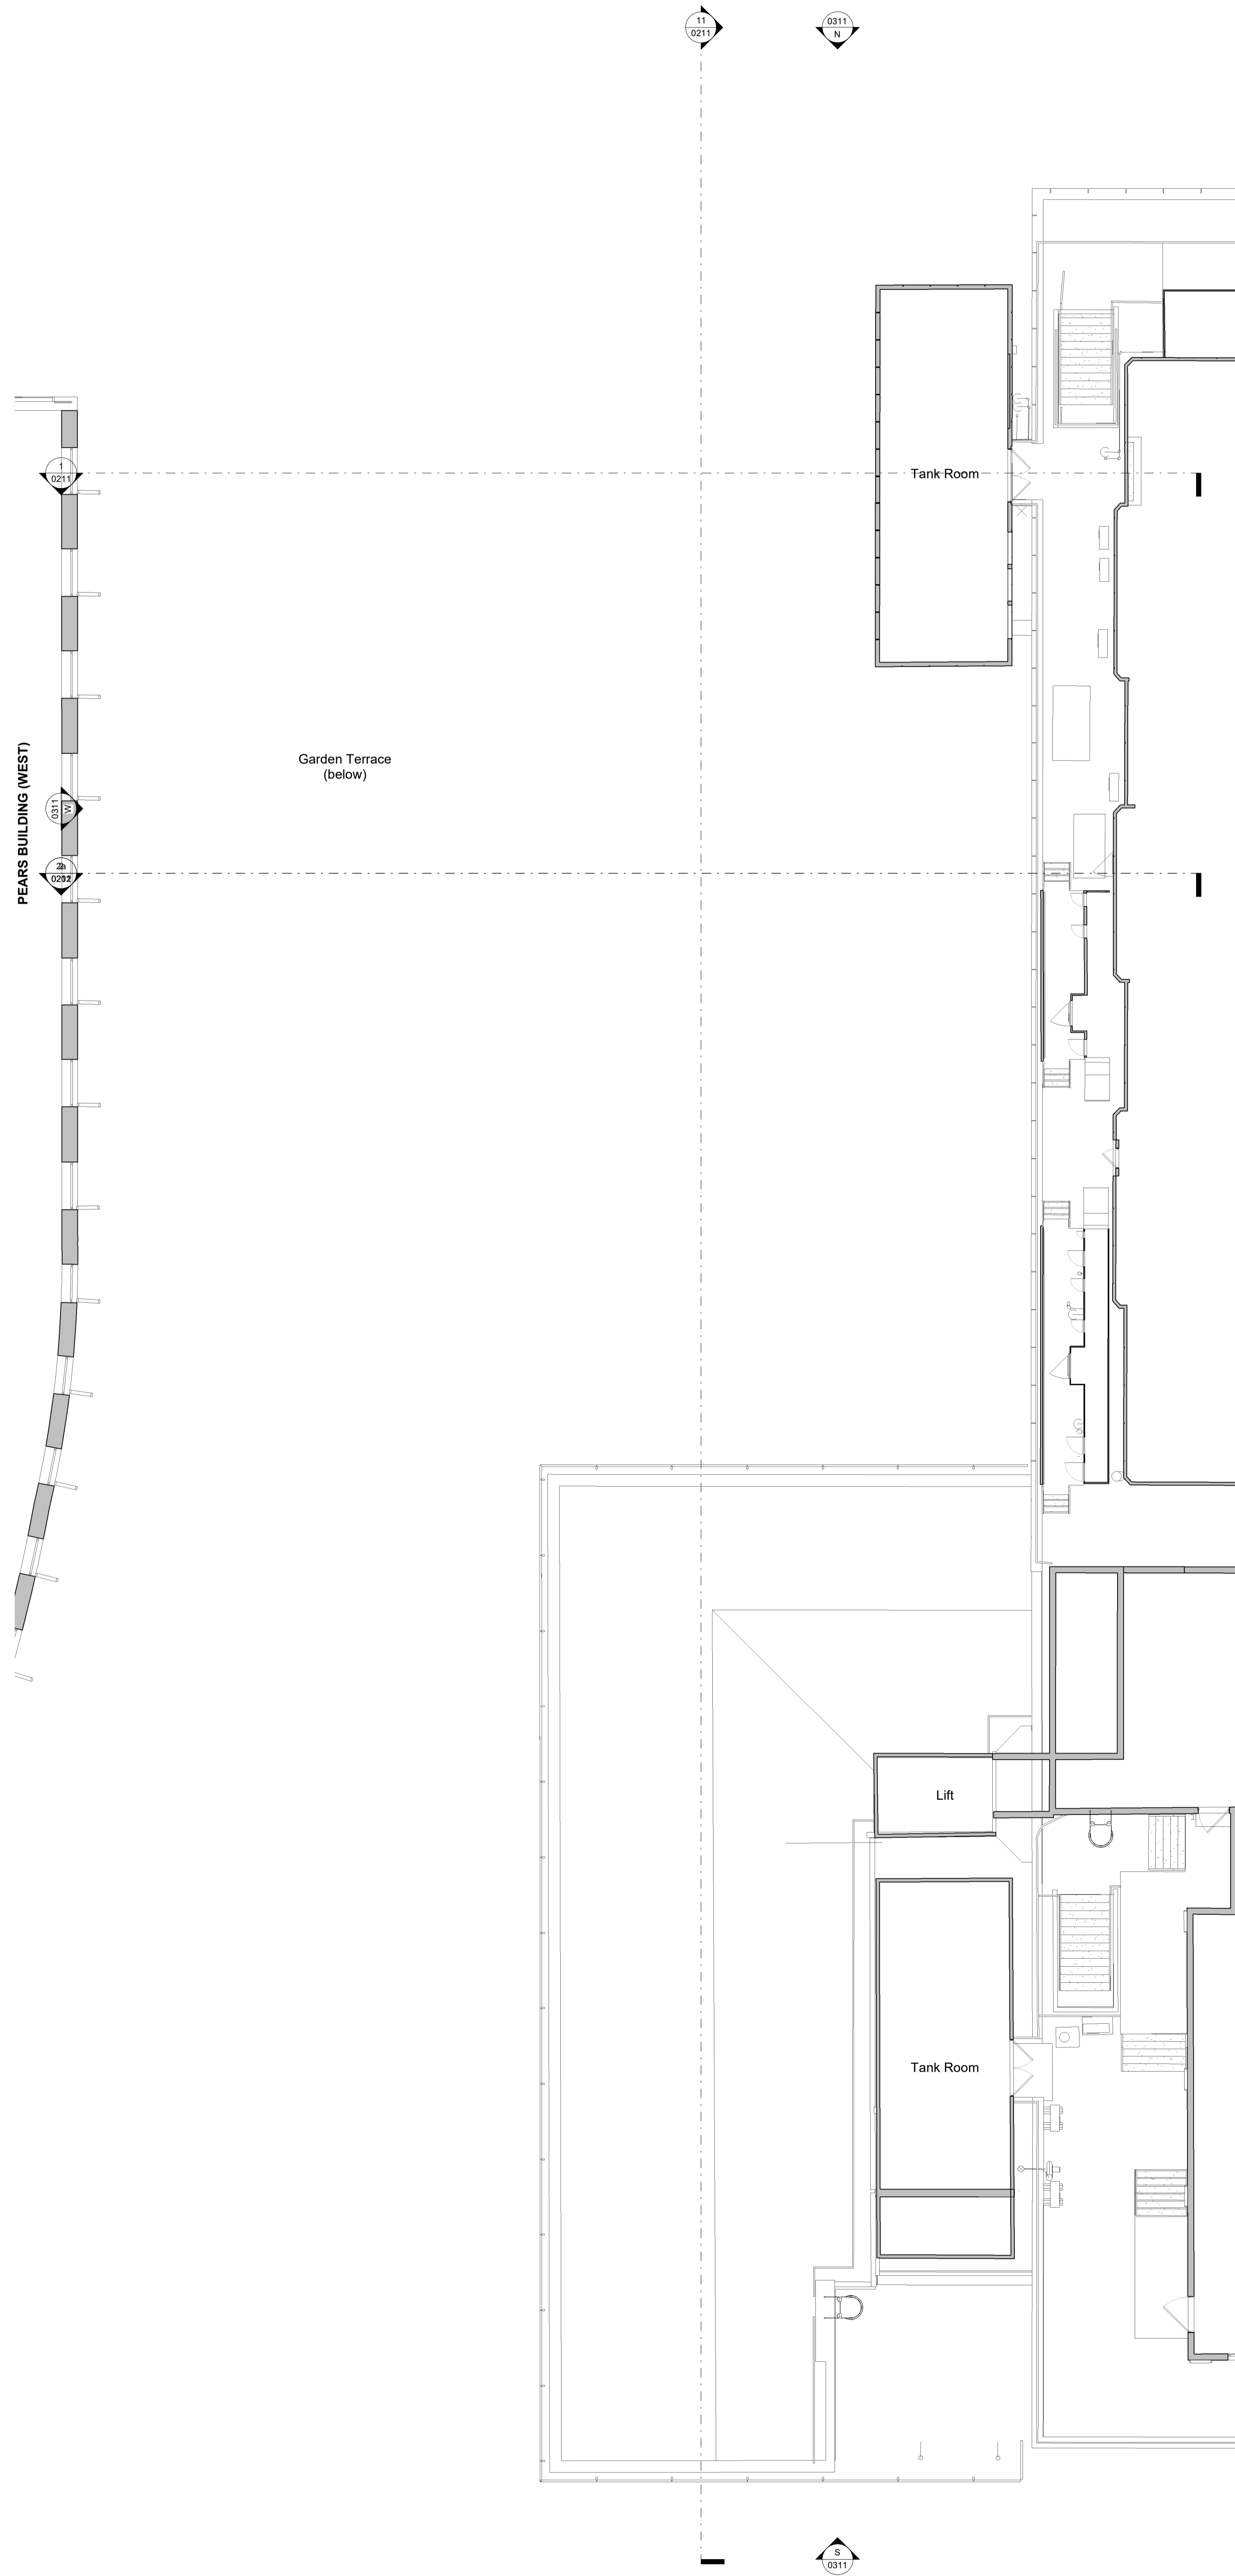 11
0211
0311
N
1
0211
Tank Room
Garden Terrace
(below)
PEARS BUILDING (WEST)
0311
W
Lift
Tank Room
S
0311